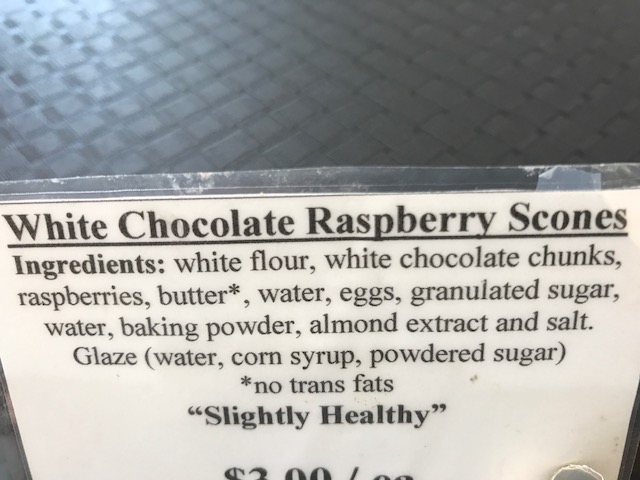 White Chocolate Raspberry Scones
Ingredients: white flour, white chocolate chunks,
raspberries, butter*, water, eggs, granulated sugar,
water, baking powder, almond extract and salt.
Glaze (water, corn syrup, powdered sugar)
*no trans fats
“Slightly Healthy”